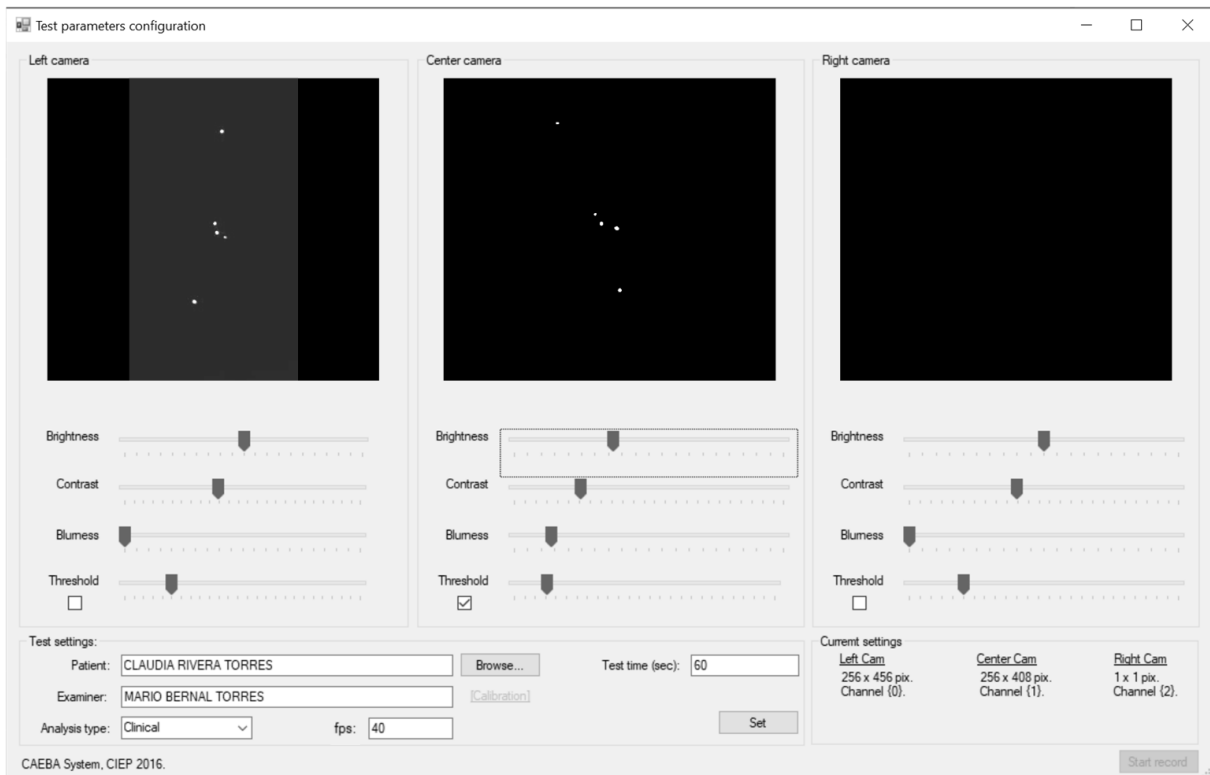 Test parameters configuration
Left camera
Center camera
Right camera
Brightness
Brightness
Brightness
Contrast
Contrast
Contrast
Blurness
Blurness
Blurness
Threshold
Threshold
Threshold
Test settings:
Patient: CLAUDIA RIVERA TORRES Browse... Test time (sec): 60
Examiner: MARIO BERNAL TORRES [Calibration]
Analysis type: Clinical fps: 40 Set
Curremt settings
Left Cam Center Cam Right Cam
256 x 456 pix. 256 x 408 pix. 1 x 1 pix.
Channel {0}. Channel {1}. Channel {2}.
CAEBA System, CIEP 2016. Start record